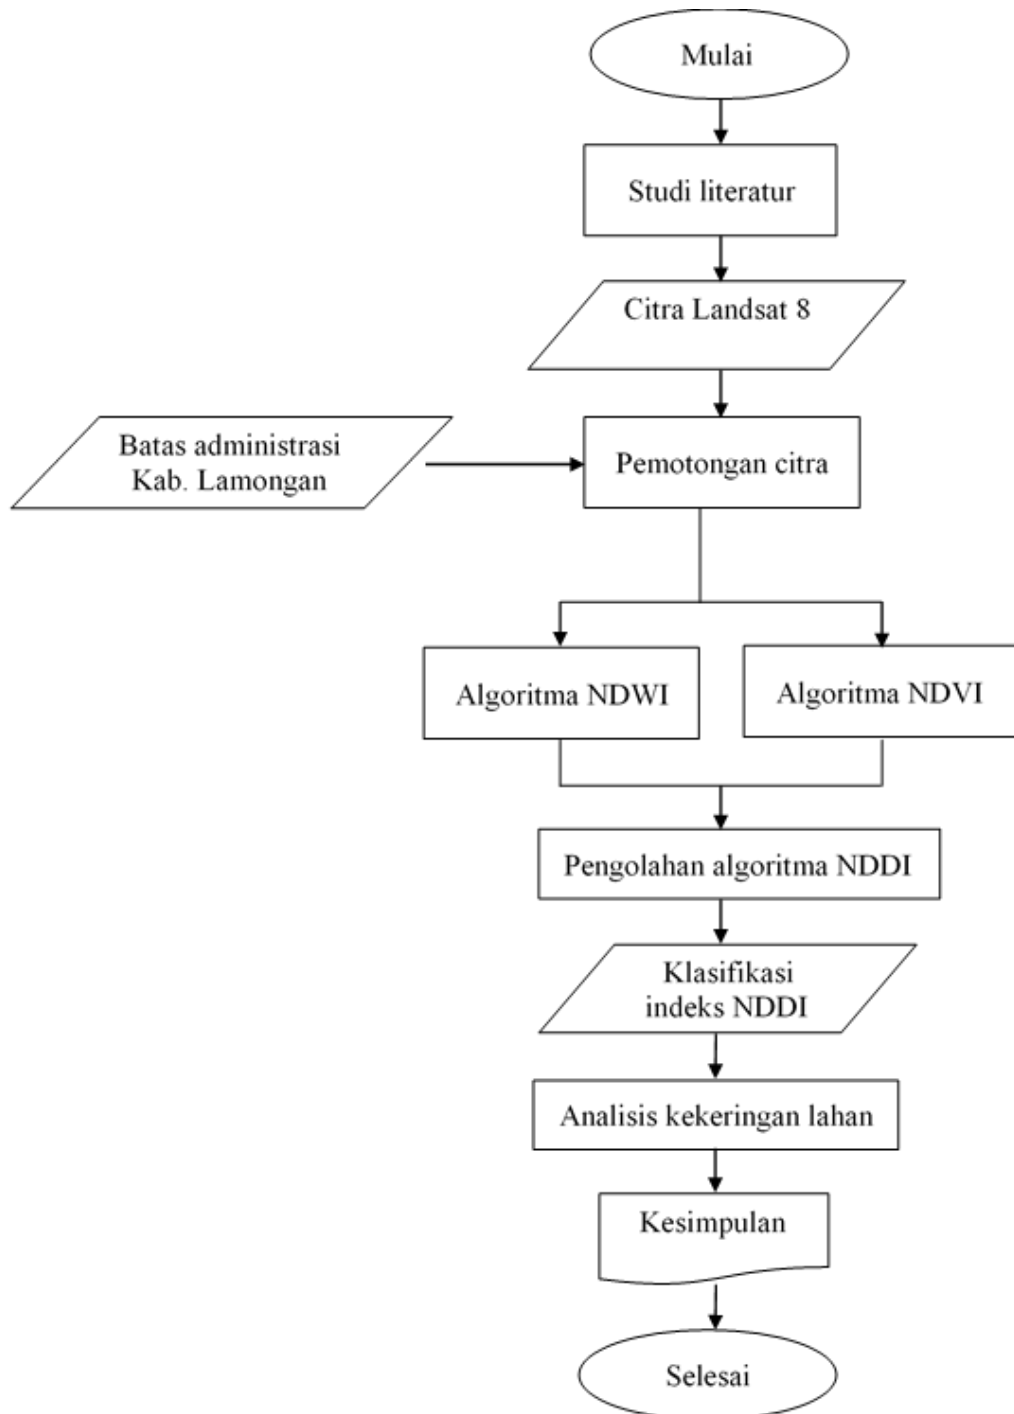 Mulai
Studi literatur
Citra Landsat 8
Batas administrasi
Kab. Lamongan
Pemotongan citra
Algoritma NDWI
Algoritma NDVI
Pengolahan algoritma NDDI
Klasifikasi
indeks NDDI
Analisis kekeringan lahan
Kesimpulan
Selesai